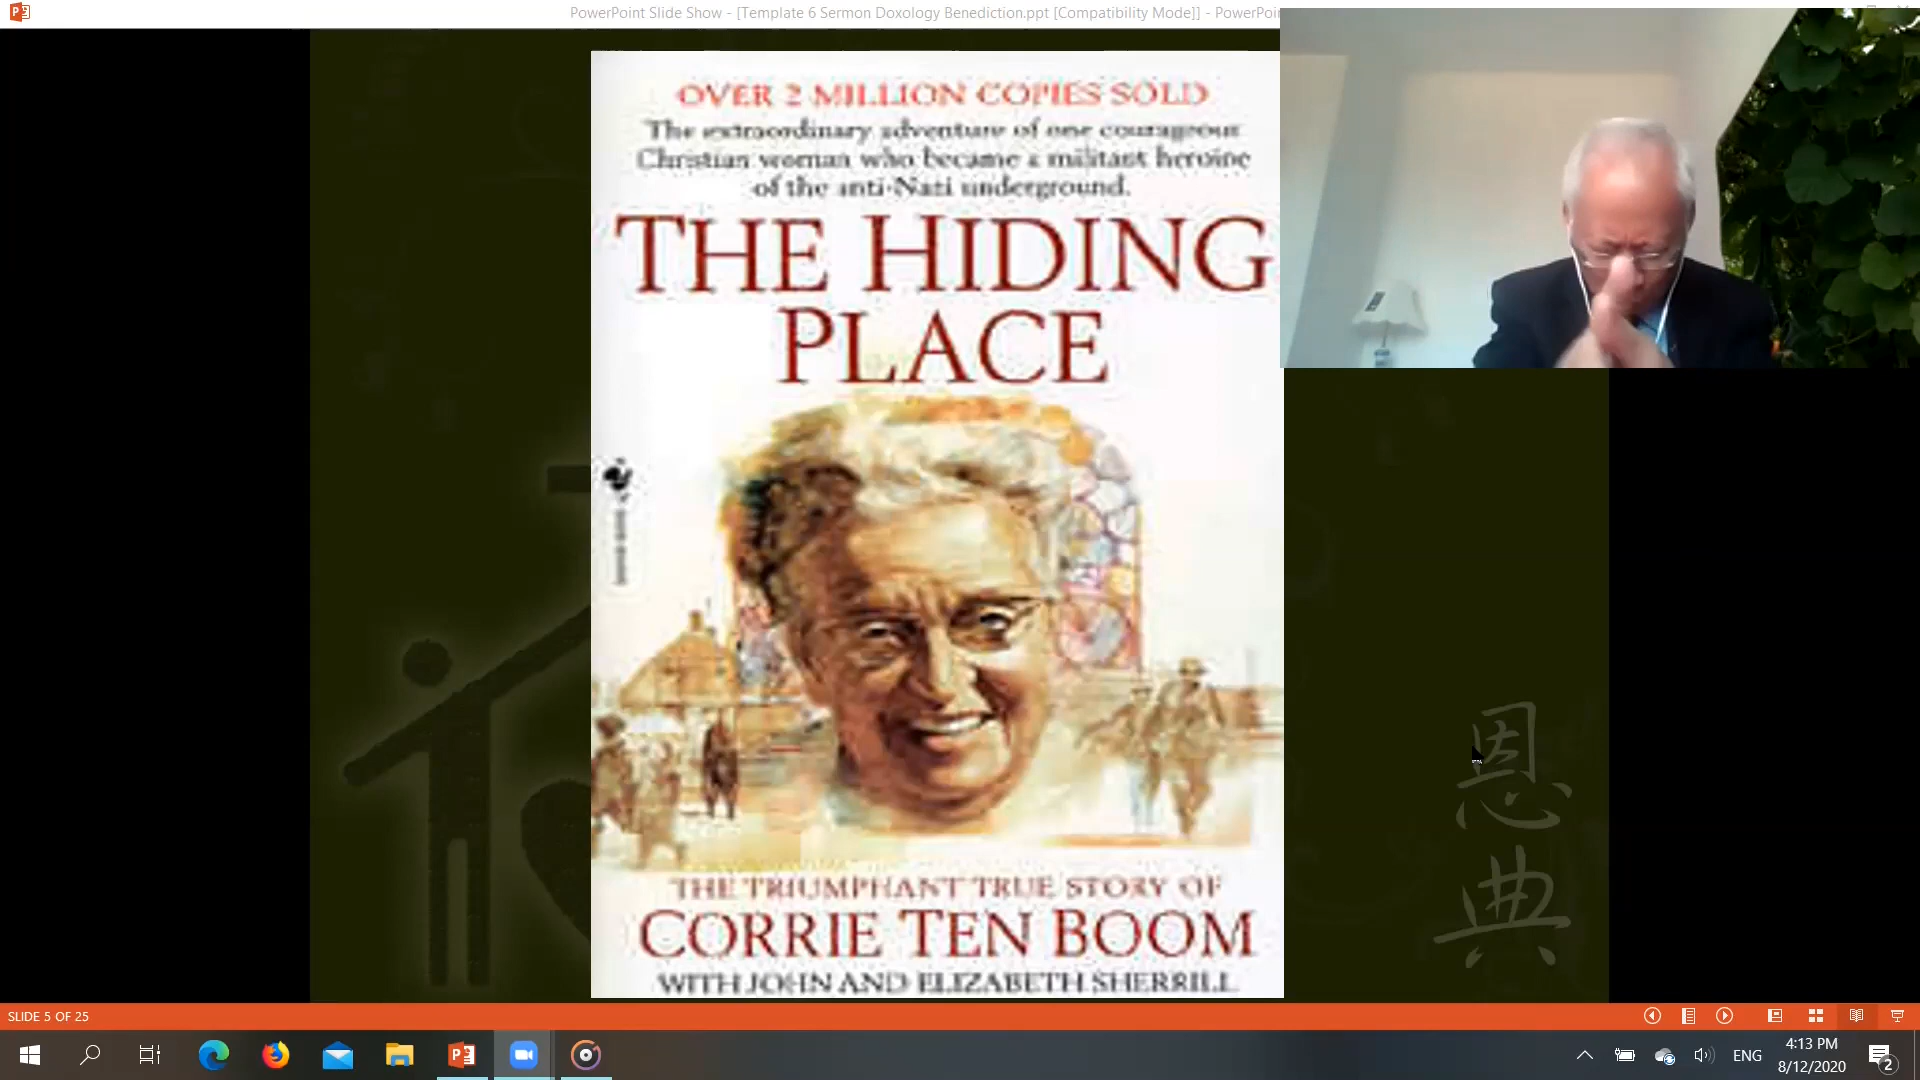 PowerPoint Slide Show - [Template 6 Sermon Doxology Benediction.ppt [Compatibility Mode]] - PowerPoi
OVER 2 MILLION COPIES SOLD
The extraordinary adventure of one courageous
Christian woman who became a militant heroine
of the anti-Nazi underground.
THE HIDING
PLACE
THE TRIUMPHANT TRUE STORY OF
CORRIE TEN BOOM
WITH JOHN AND ELIZABETH SHERRILL
恩
典
SLIDE 5 OF 25
ENG
4:13 PM
8/12/2020
2